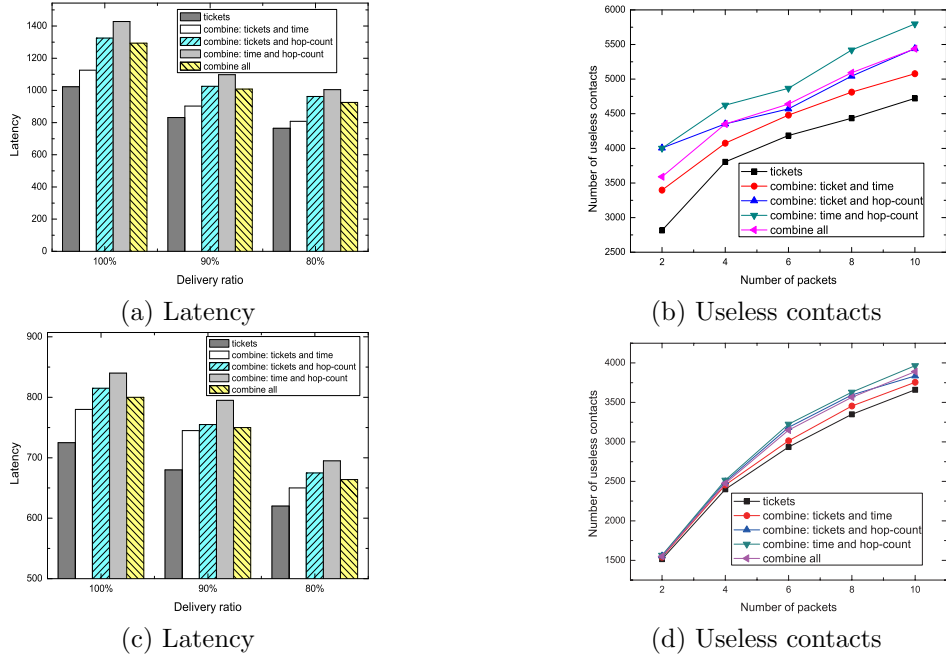 1400
1200
1000
800
600
400
200
0
Latency
tickets
combine: tickets and time
combine: tickets and hop-count
combine: time and hop-count
combine all
100%
90%
80%
Delivery ratio
(a) Latency
6000
5500
5000
4500
4000
3500
3000
2500
Number of useless contacts
tickets
combine: ticket and time
combine: ticket and hop-count
combine: time and hop-count
combine all
2
4
6
8
10
Number of packets
(b) Useless contacts
900
800
700
600
500
Latency
tickets
combine: tickets and time
combine: tickets and hop-count
combine: time and hop-count
combine all
100%
90%
80%
Delivery ratio
(c) Latency
4000
3500
3000
2500
2000
1500
Number of useless contacts
tickets
combine: tickets and time
combine: tickets and hop-count
combine: time and hop-count
combine all
2
4
6
8
10
Number of packets
(d) Useless contacts